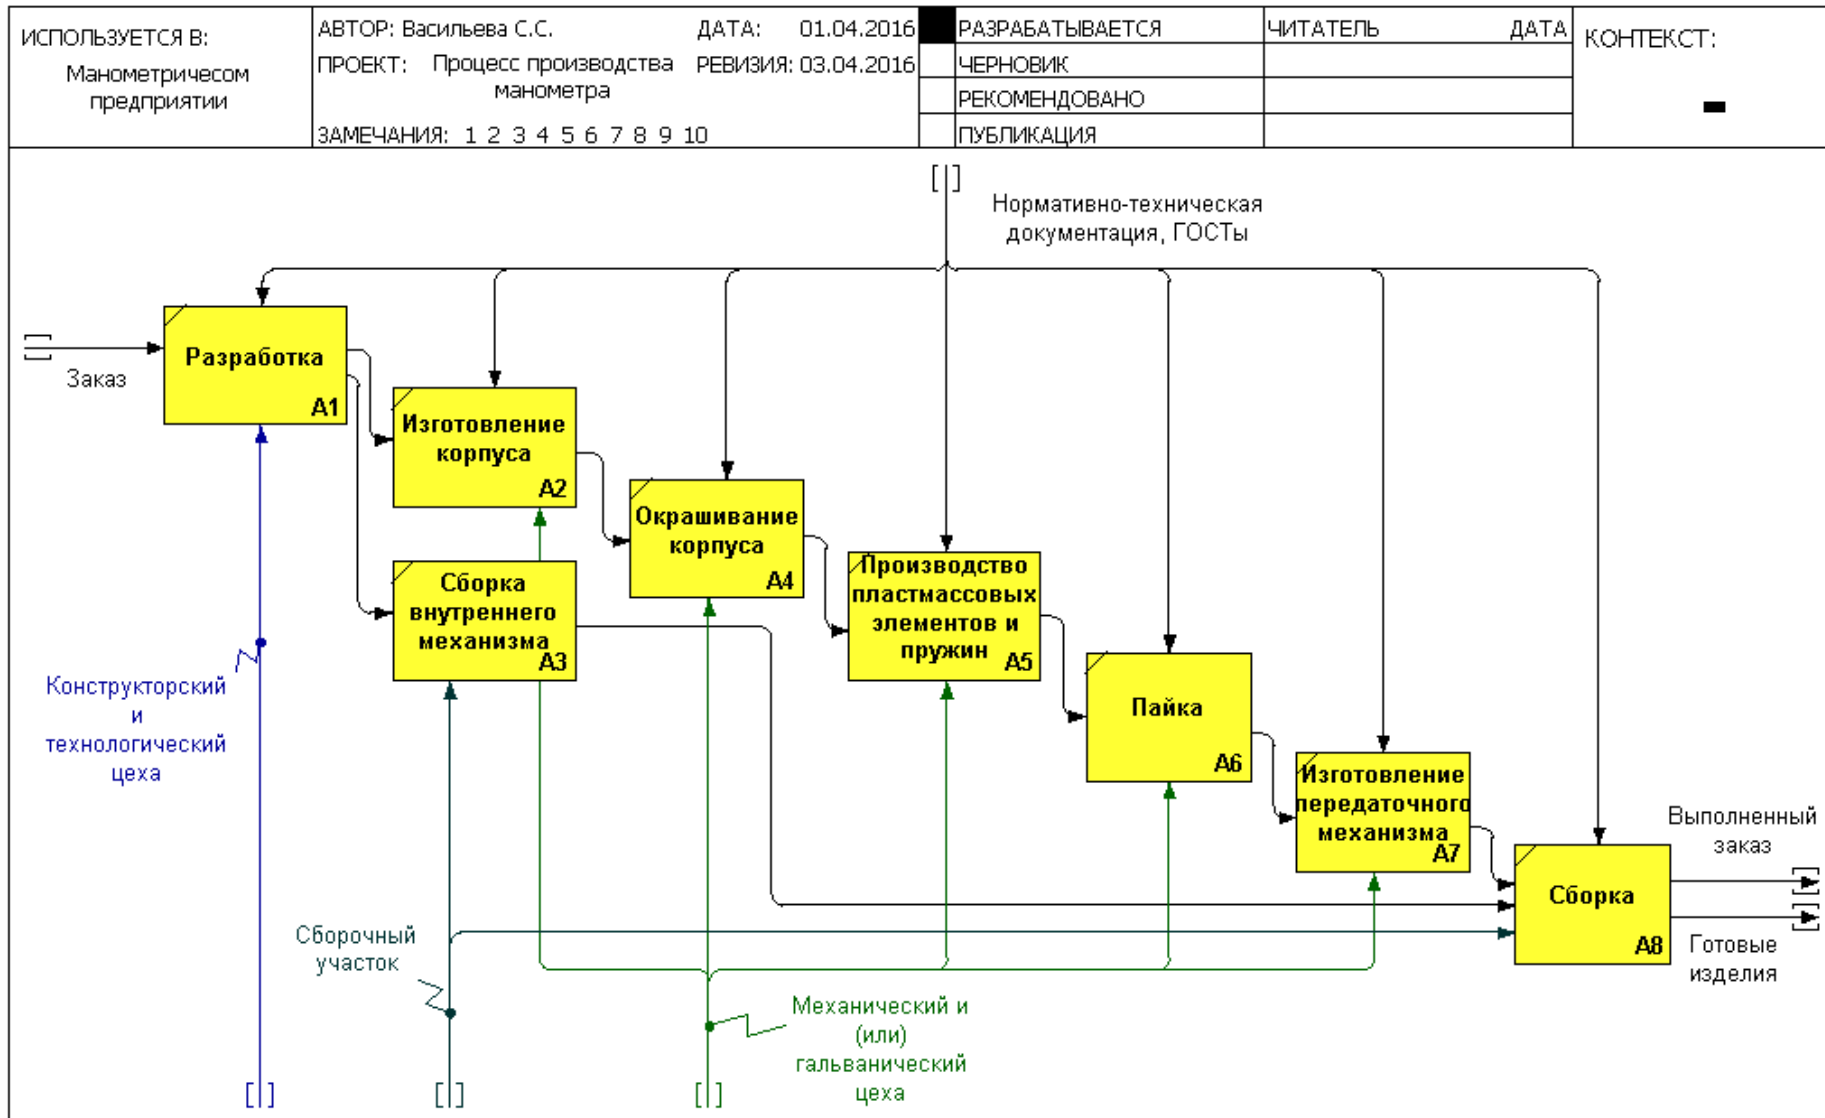 ИСПОЛЬЗУЕТСЯ В:
Манометричесом
предприятии
АВТОР: Васильева С.С.
ДАТА: 01.04.2016
ПРОЕКТ: Процесс производства
манометра
РЕВИЗИЯ: 03.04.2016
ЗАМЕЧАНИЯ: 1 2 3 4 5 6 7 8 9 10
РАЗРАБАТЫВАЕТСЯ
ЧЕРНОВИК
РЕКОМЕНДОВАНО
ПУБЛИКАЦИЯ
ЧИТАТЕЛЬ ДАТА
КОНТЕКСТ:
Нормативно-техническая
документация, ГОСТы
Заказ
Разработка
A1
Изготовление
корпуса
A2
Сборка
внутреннего
механизма
A3
Окрашивание
корпуса
A4
Производство
пластмассовых
элементов и
пружин
A5
Пайка
A6
Изготовление
передаточного
механизма
A7
Сборка
A8
Выполненный
заказ
Готовые
изделия
Конструкторский
и
технологический
цеха
Сборочный
участок
Механический и
(или)
гальванический
цеха